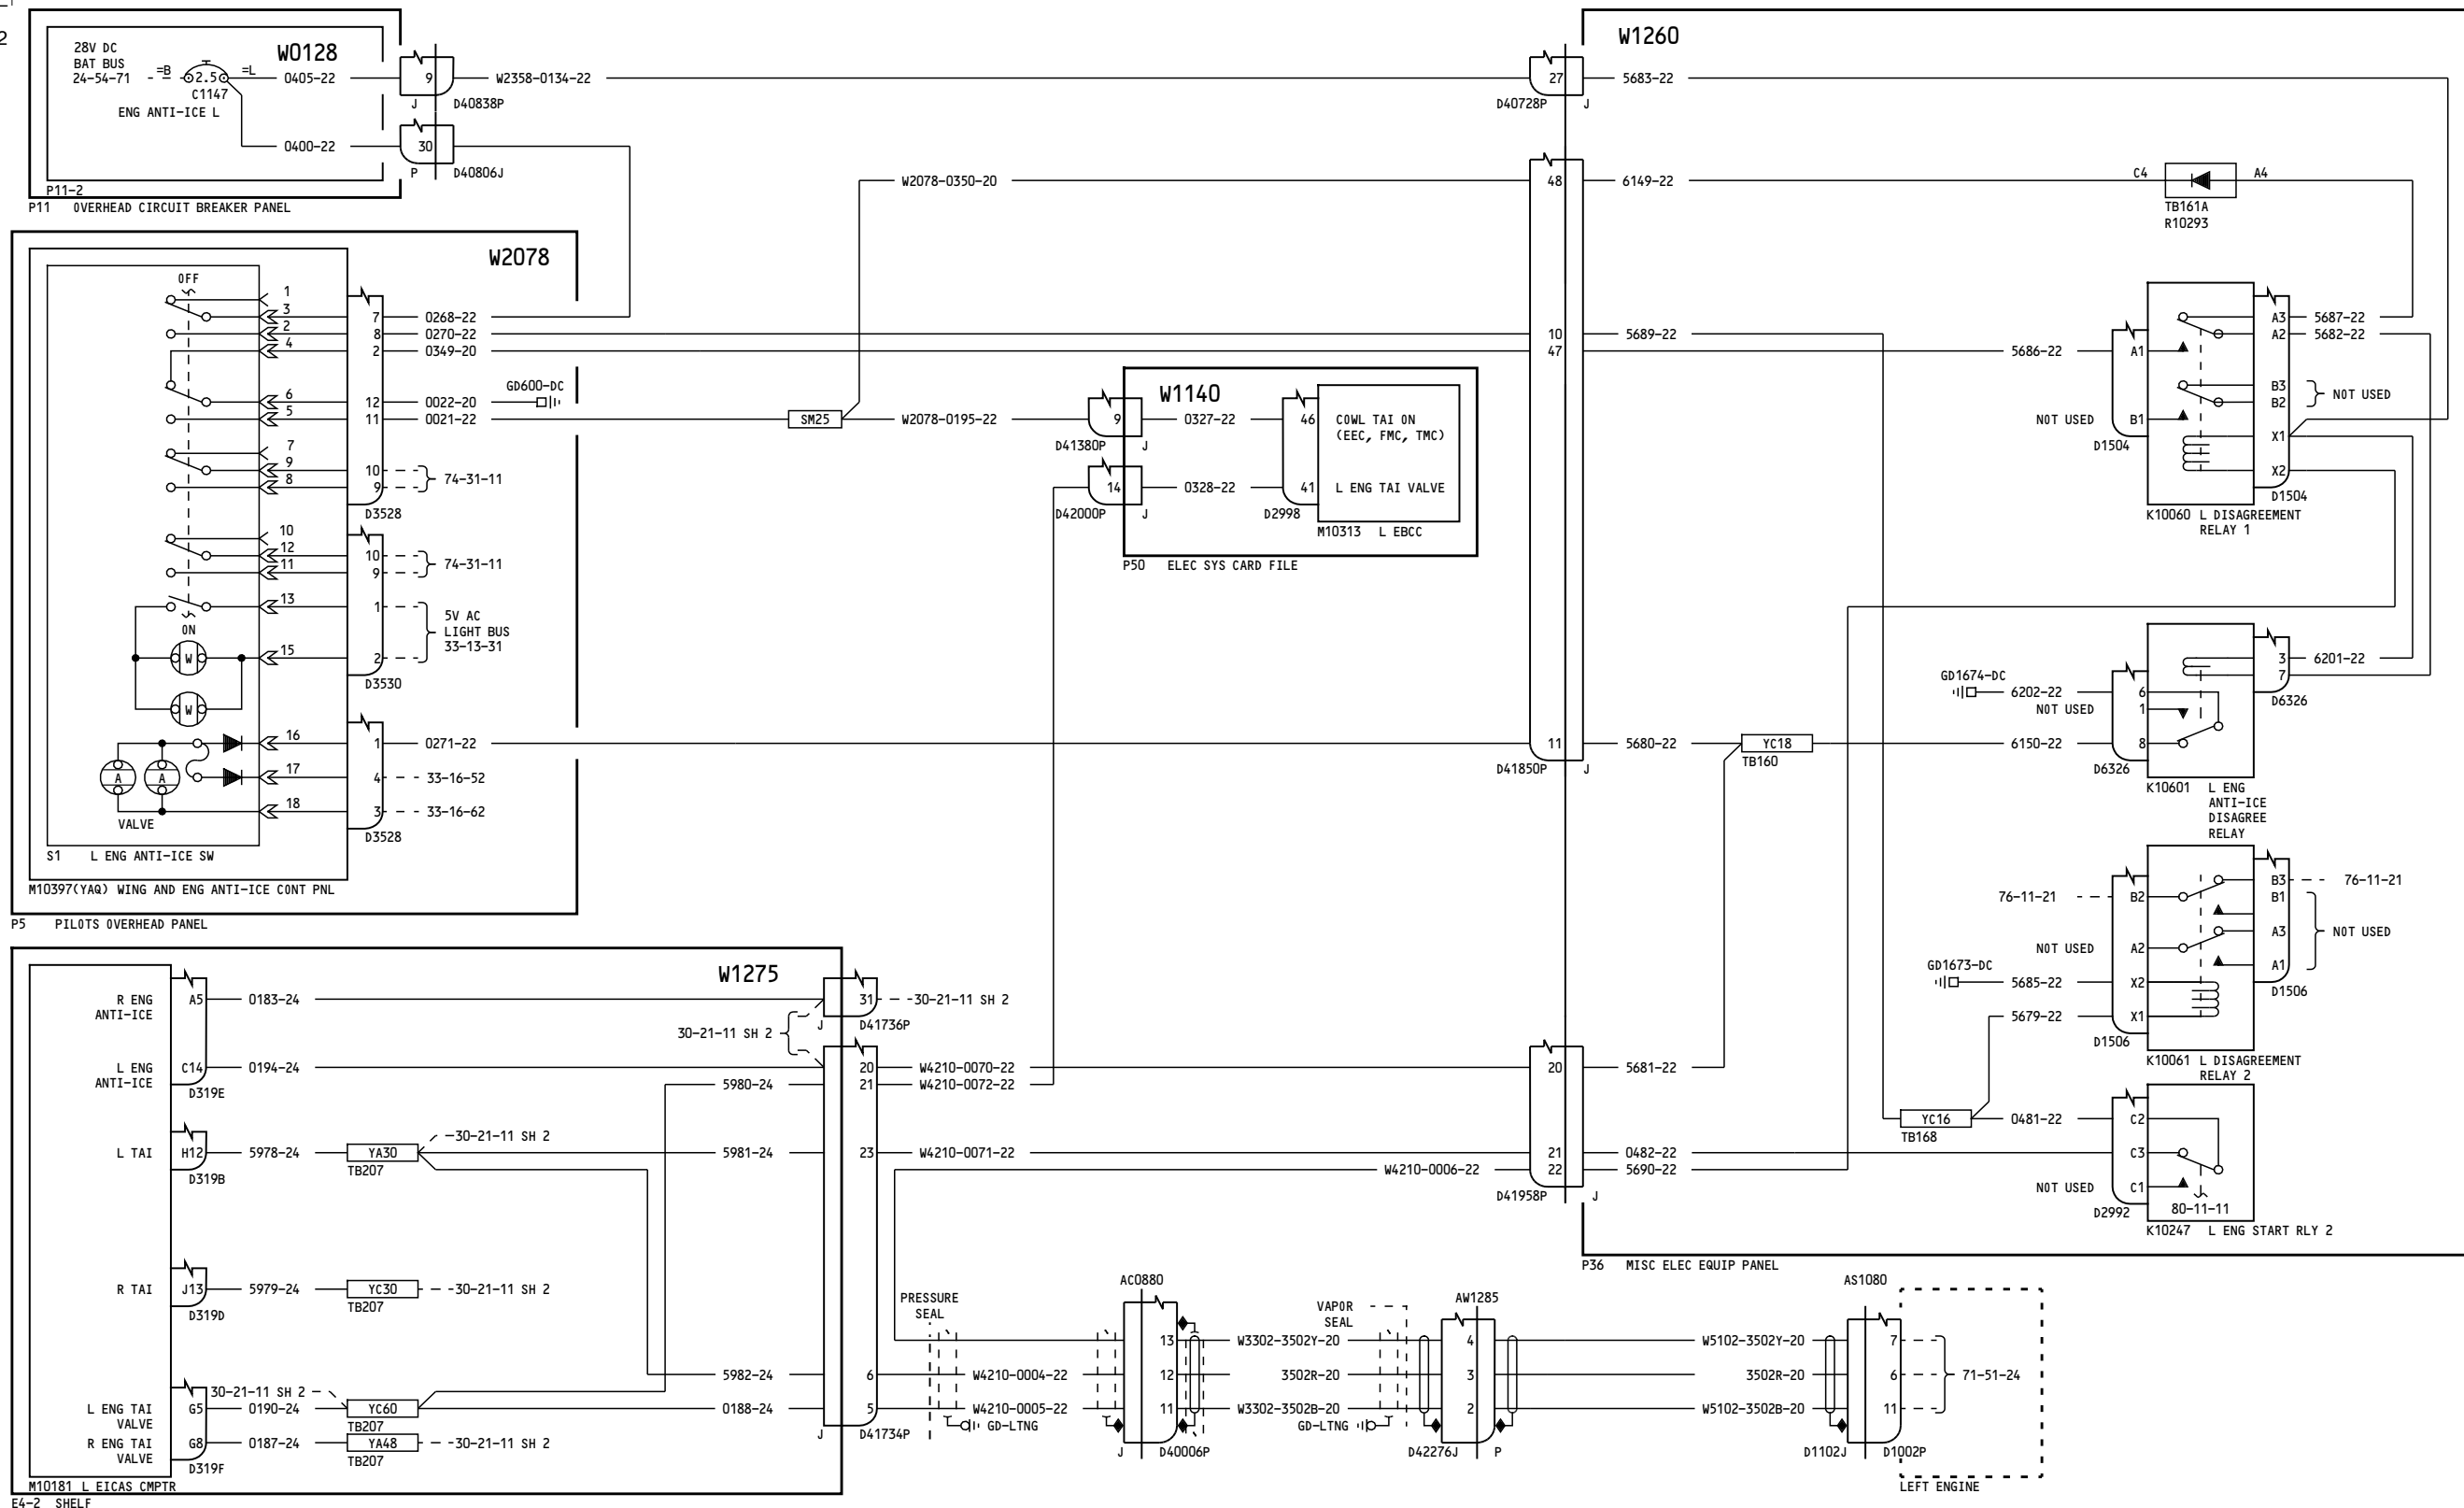 2
28V DC
BAT BUS
24-54-71
=B
2.5
=L
C1147
ENG ANTI-ICE L
W0128
0405-22
0400-22
P11-2
P11 OVERHEAD CIRCUIT BREAKER PANEL
9
J
D40838P
30
P
D40806J
W2358-0134-22
27
D40728P
J
W1260
5683-22
W2078-0350-20
48
6149-22
C4
A4
TB161A
R10293
W2078
OFF
1
3
2
4
6
5
7
9
8
10
12
11
13
ON
15
W
W
16
17
18
A
A
VALVE
S1 L ENG ANTI-ICE SW
M10397(YAQ) WING AND ENG ANTI-ICE CONT PNL
P5 PILOTS OVERHEAD PANEL
7
8
2
12
11
10
9
D3528
10
9
1
2
D3530
1
4
3
D3528
0268-22
0270-22
0349-20
0022-20
0021-22
GD600-DC
74-31-11
74-31-11
5V AC
LIGHT BUS
33-13-31
0271-22
33-16-52
33-16-62
SM25
W2078-0195-22
9
D41380P
J
14
D42000P
J
W1140
0327-22
0328-22
46
41
D2998
COWL TAI ON
(EEC, FMC, TMC)
L ENG TAI VALVE
M10313 L EBCC
P50 ELEC SYS CARD FILE
10
47
11
D41850P
J
5689-22
5686-22
A1
NOT USED
B1
D1504
A3
A2
B3
B2
X1
X2
D1504
5687-22
5682-22
NOT USED
K10060 L DISAGREEMENT
RELAY 1
5680-22
YC18
TB160
6150-22
GD1674-DC
6202-22
NOT USED
6
1
8
D6326
3
7
D6326
6201-22
K10601 L ENG
ANTI-ICE
DISAGREE
RELAY
76-11-21
B2
NOT USED
A2
GD1673-DC
5685-22
X2
5679-22
X1
D1506
B3
B1
A3
A1
D1506
76-11-21
NOT USED
K10061 L DISAGREEMENT
RELAY 2
YC16
TB168
0481-22
C2
C3
NOT USED
C1
D2992
80-11-11
K10247 L ENG START RLY 2
P36 MISC ELEC EQUIP PANEL
W1275
R ENG
ANTI-ICE
A5
0183-24
L ENG
ANTI-ICE
C14
0194-24
D319E
L TAI
H12
5978-24
YA30
TB207
30-21-11 SH 2
D319B
R TAI
J13
5979-24
YC30
TB207
30-21-11 SH 2
D319D
30-21-11 SH 2
L ENG TAI
VALVE
G5
0190-24
YC60
TB207
R ENG TAI
VALVE
G8
0187-24
YA48
TB207
30-21-11 SH 2
D319F
M10181 L EICAS CMPTR
E4-2 SHELF
31
J
D41736P
30-21-11 SH 2
30-21-11 SH 2
5980-24
5981-24
5982-24
0188-24
20
21
23
6
5
J
D41734P
W4210-0070-22
W4210-0072-22
W4210-0071-22
W4210-0006-22
20
21
22
D41958P
J
5681-22
0482-22
5690-22
PRESSURE
SEAL
W4210-0004-22
W4210-0005-22
GD-LTNG
AC0880
13
12
11
J
D40006P
W3302-3502Y-20
3502R-20
W3302-3502B-20
VAPOR
SEAL
GD-LTNG
AW1285
4
3
2
D42276J
P
W5102-3502Y-20
3502R-20
W5102-3502B-20
AS1080
7
6
11
D1102J
D1002P
71-51-24
LEFT ENGINE